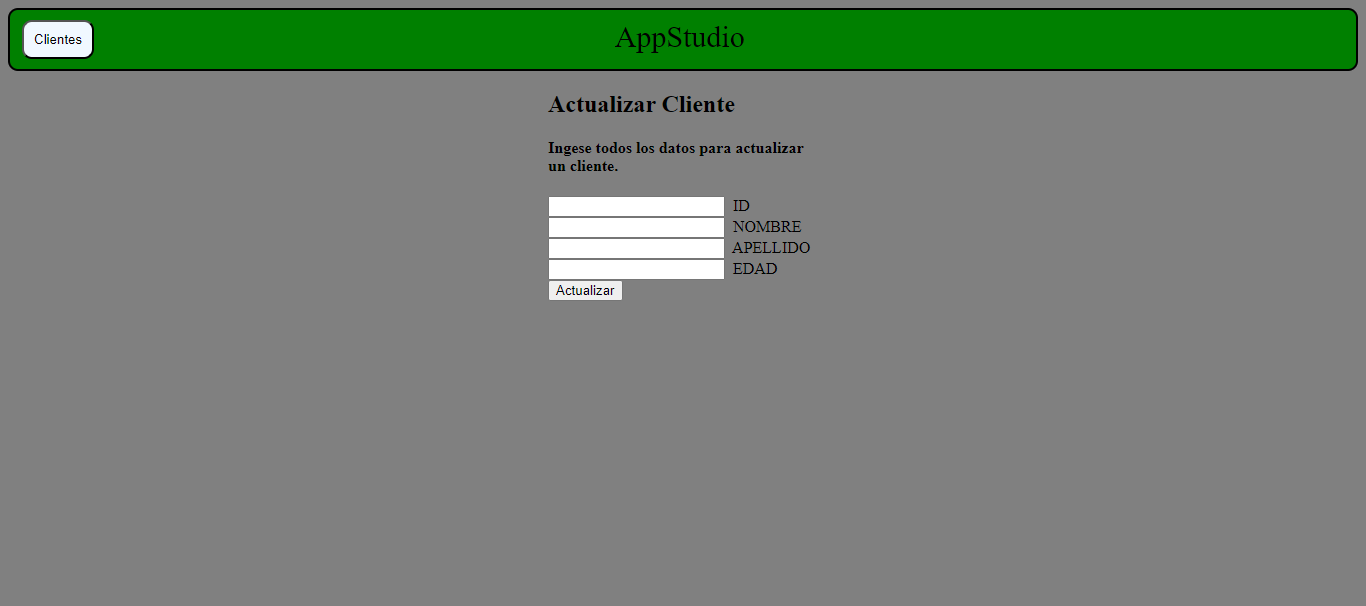 Clientes
AppStudio
Actualizar Cliente
Ingese todos los datos para actualizar
un cliente.
ID
NOMBRE
APELLIDO
EDAD
Actualizar